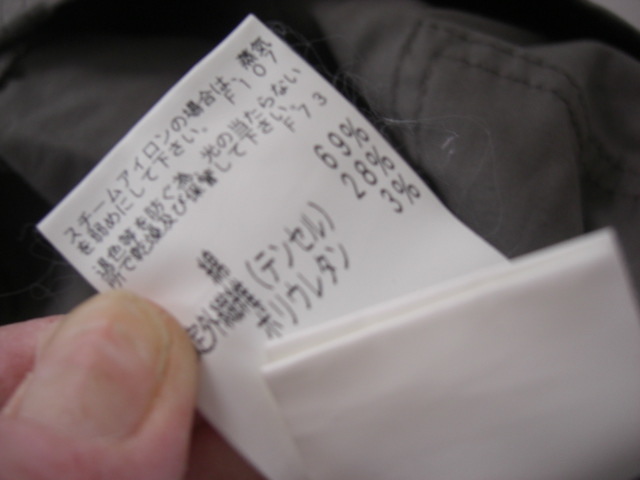 スチームアイロンの場合は、蒸気
を弱めにして下さい。 F107
退色等を防ぐ為、光の当たらない
所で乾燥及び保管して下さい。 F73
綿 69%
定外繊維(テンセル) 28%
ポリウレタン 3%